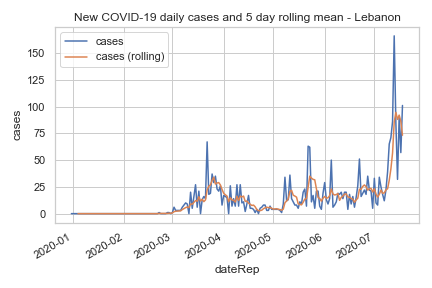 New COVID-19 daily cases and 5 day rolling mean - Lebanon
cases
cases (rolling)
150
125
100
75
50
25
0
cases
2020-01
2020-02
2020-03
2020-04
2020-05
2020-06
2020-07
dateRep